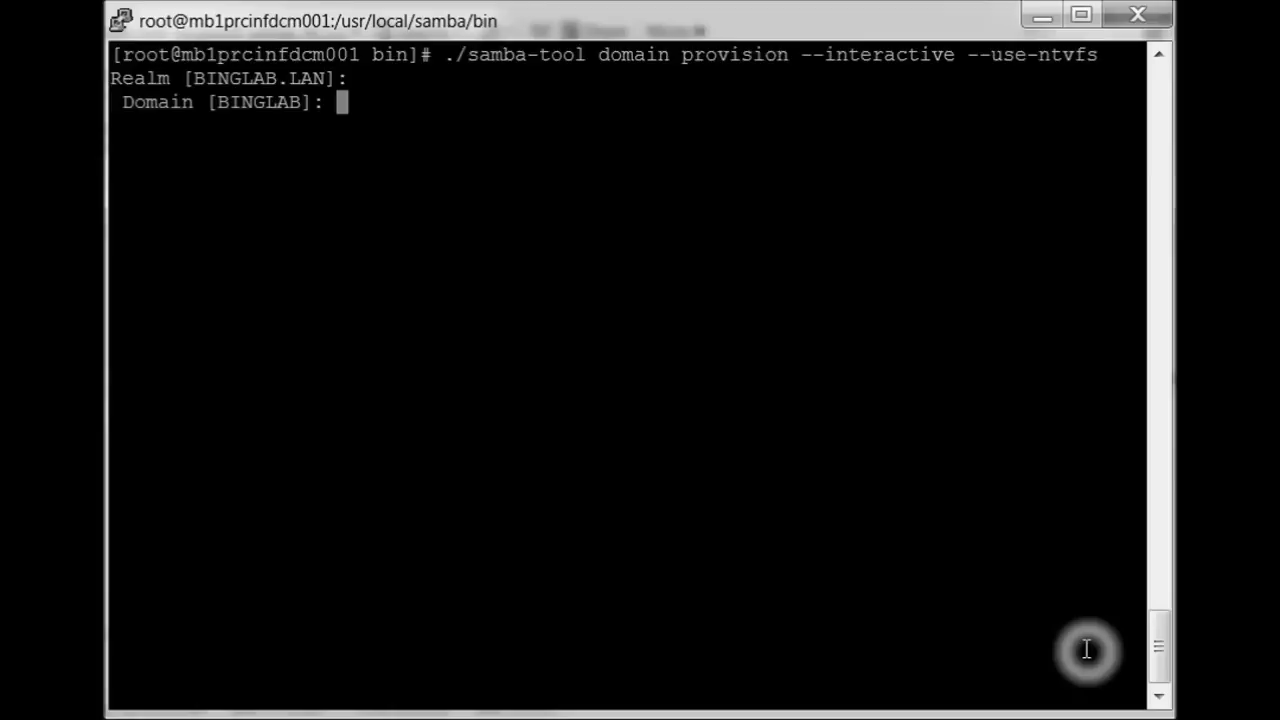 root@mb1prcinfdcm001:/usr/local/samba/bin
[root@mb1prcinfdcm001 bin]# ./samba-tool domain provision --interactive --use-ntvfs
Realm [BINGLAB.LAN]:
 Domain [BINGLAB]: